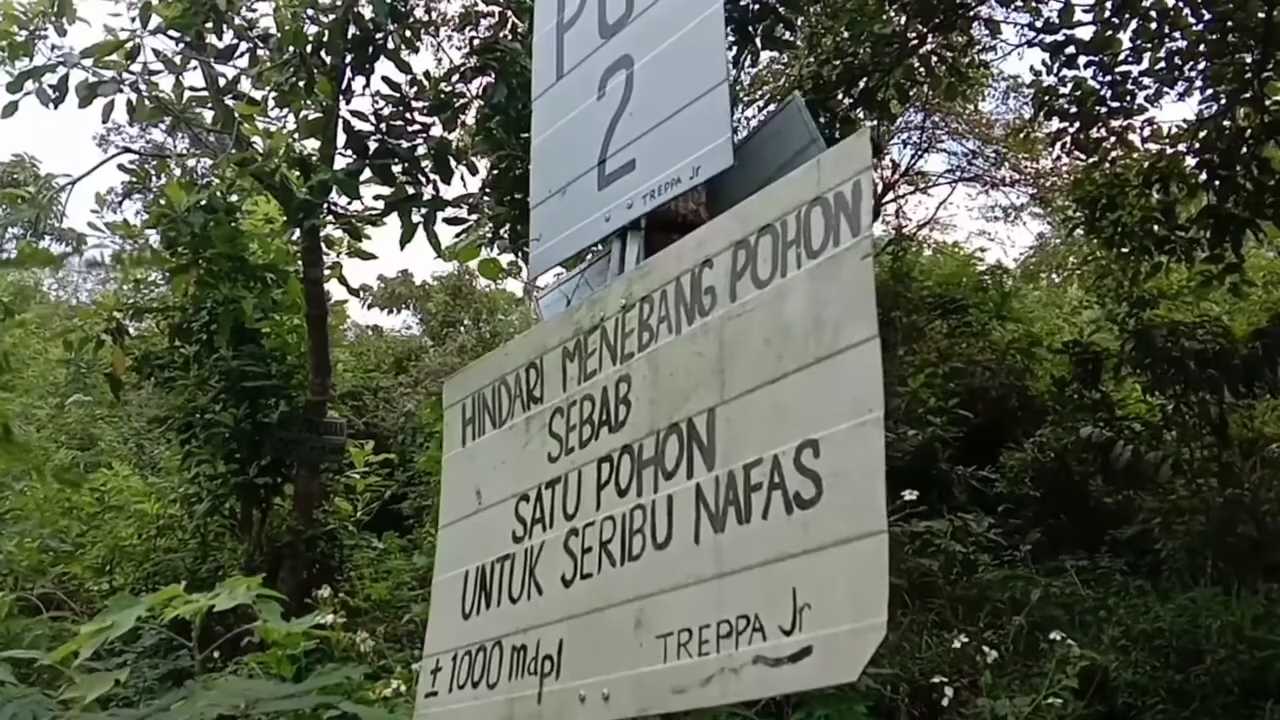 2
TREPPA Jr
HINDARI MENEBANG POHON
SEBAB
SATU POHON
UNTUK SERIBU NAFAS
± 1000 mdpl
TREPPA Jr